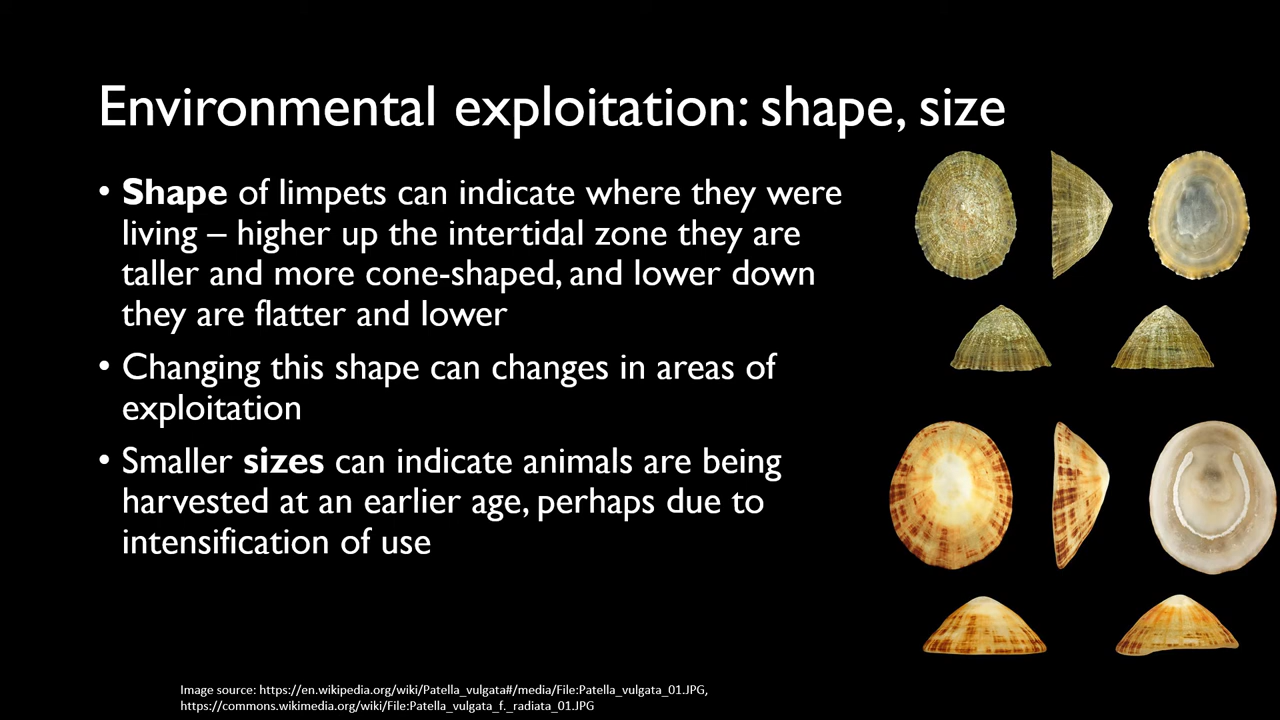 Environmental exploitation: shape, size
• Shape of limpets can indicate where they were
living – higher up the intertidal zone they are
taller and more cone-shaped, and lower down
they are flatter and lower
• Changing this shape can changes in areas of
exploitation
• Smaller sizes can indicate animals are being
harvested at an earlier age, perhaps due to
intensification of use
Image source: https://en.wikipedia.org/wiki/Patella_vulgata#/media/File:Patella_vulgata_01.JPG,
https://commons.wikimedia.org/wiki/File:Patella_vulgata_f._radiata_01.JPG